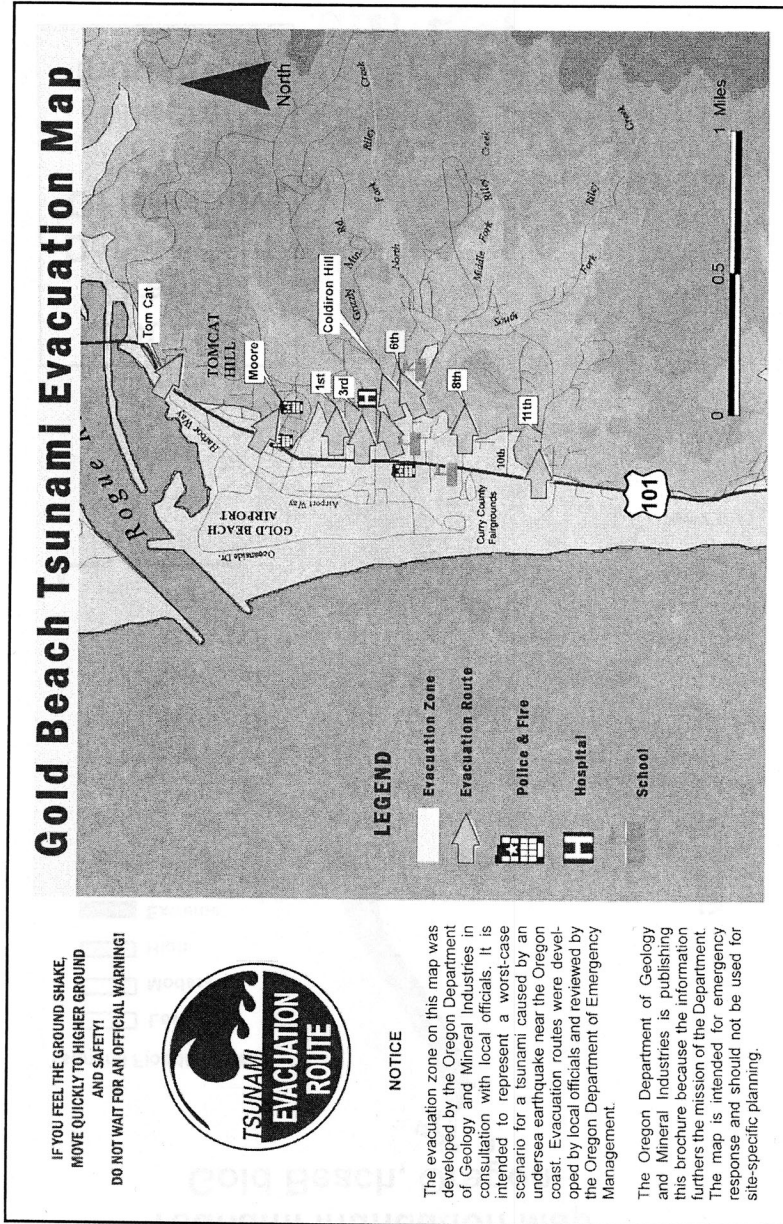 Gold Beach Tsunami Evacuation Map
IF YOU FEEL THE GROUND SHAKE,
MOVE QUICKLY TO HIGHER GROUND
AND SAFETY!
DO NOT WAIT FOR AN OFFICIAL WARNING!
TSUNAMI
EVACUATION
ROUTE
NOTICE
The evacuation zone on this map was
developed by the Oregon Department
of Geology and Mineral Industries in
consultation with local officials. It is
intended to represent a worst-case
scenario for a tsunami caused by an
undersea earthquake near the Oregon
coast. Evacuation routes were devel-
oped by local officials and reviewed by
the Oregon Department of Emergency
Management.
The Oregon Department of Geology
and Mineral Industries is publishing
this brochure because the information
furthers the mission of the Department.
The map is intended for emergency
response and should not be used for
site-specific planning.
LEGEND
Evacuation Zone
Evacuation Route
Police & Fire
H
Hospital
School
Rogue
Tom Cat
Harbor Way
TOMCAT
HILL
Moore
GOLD BEACH
AIRPORT
Airport Way
Oceanside Dr.
1st
3rd
H
Coldiron Hill
6th
8th
10th
11th
Curry County
Fairgrounds
101
Grizzly Mtn. Rd.
North Fork Riley Creek
Middle Fork Riley Creek
South Fork Riley Creek
North
0 0.5 1 Miles